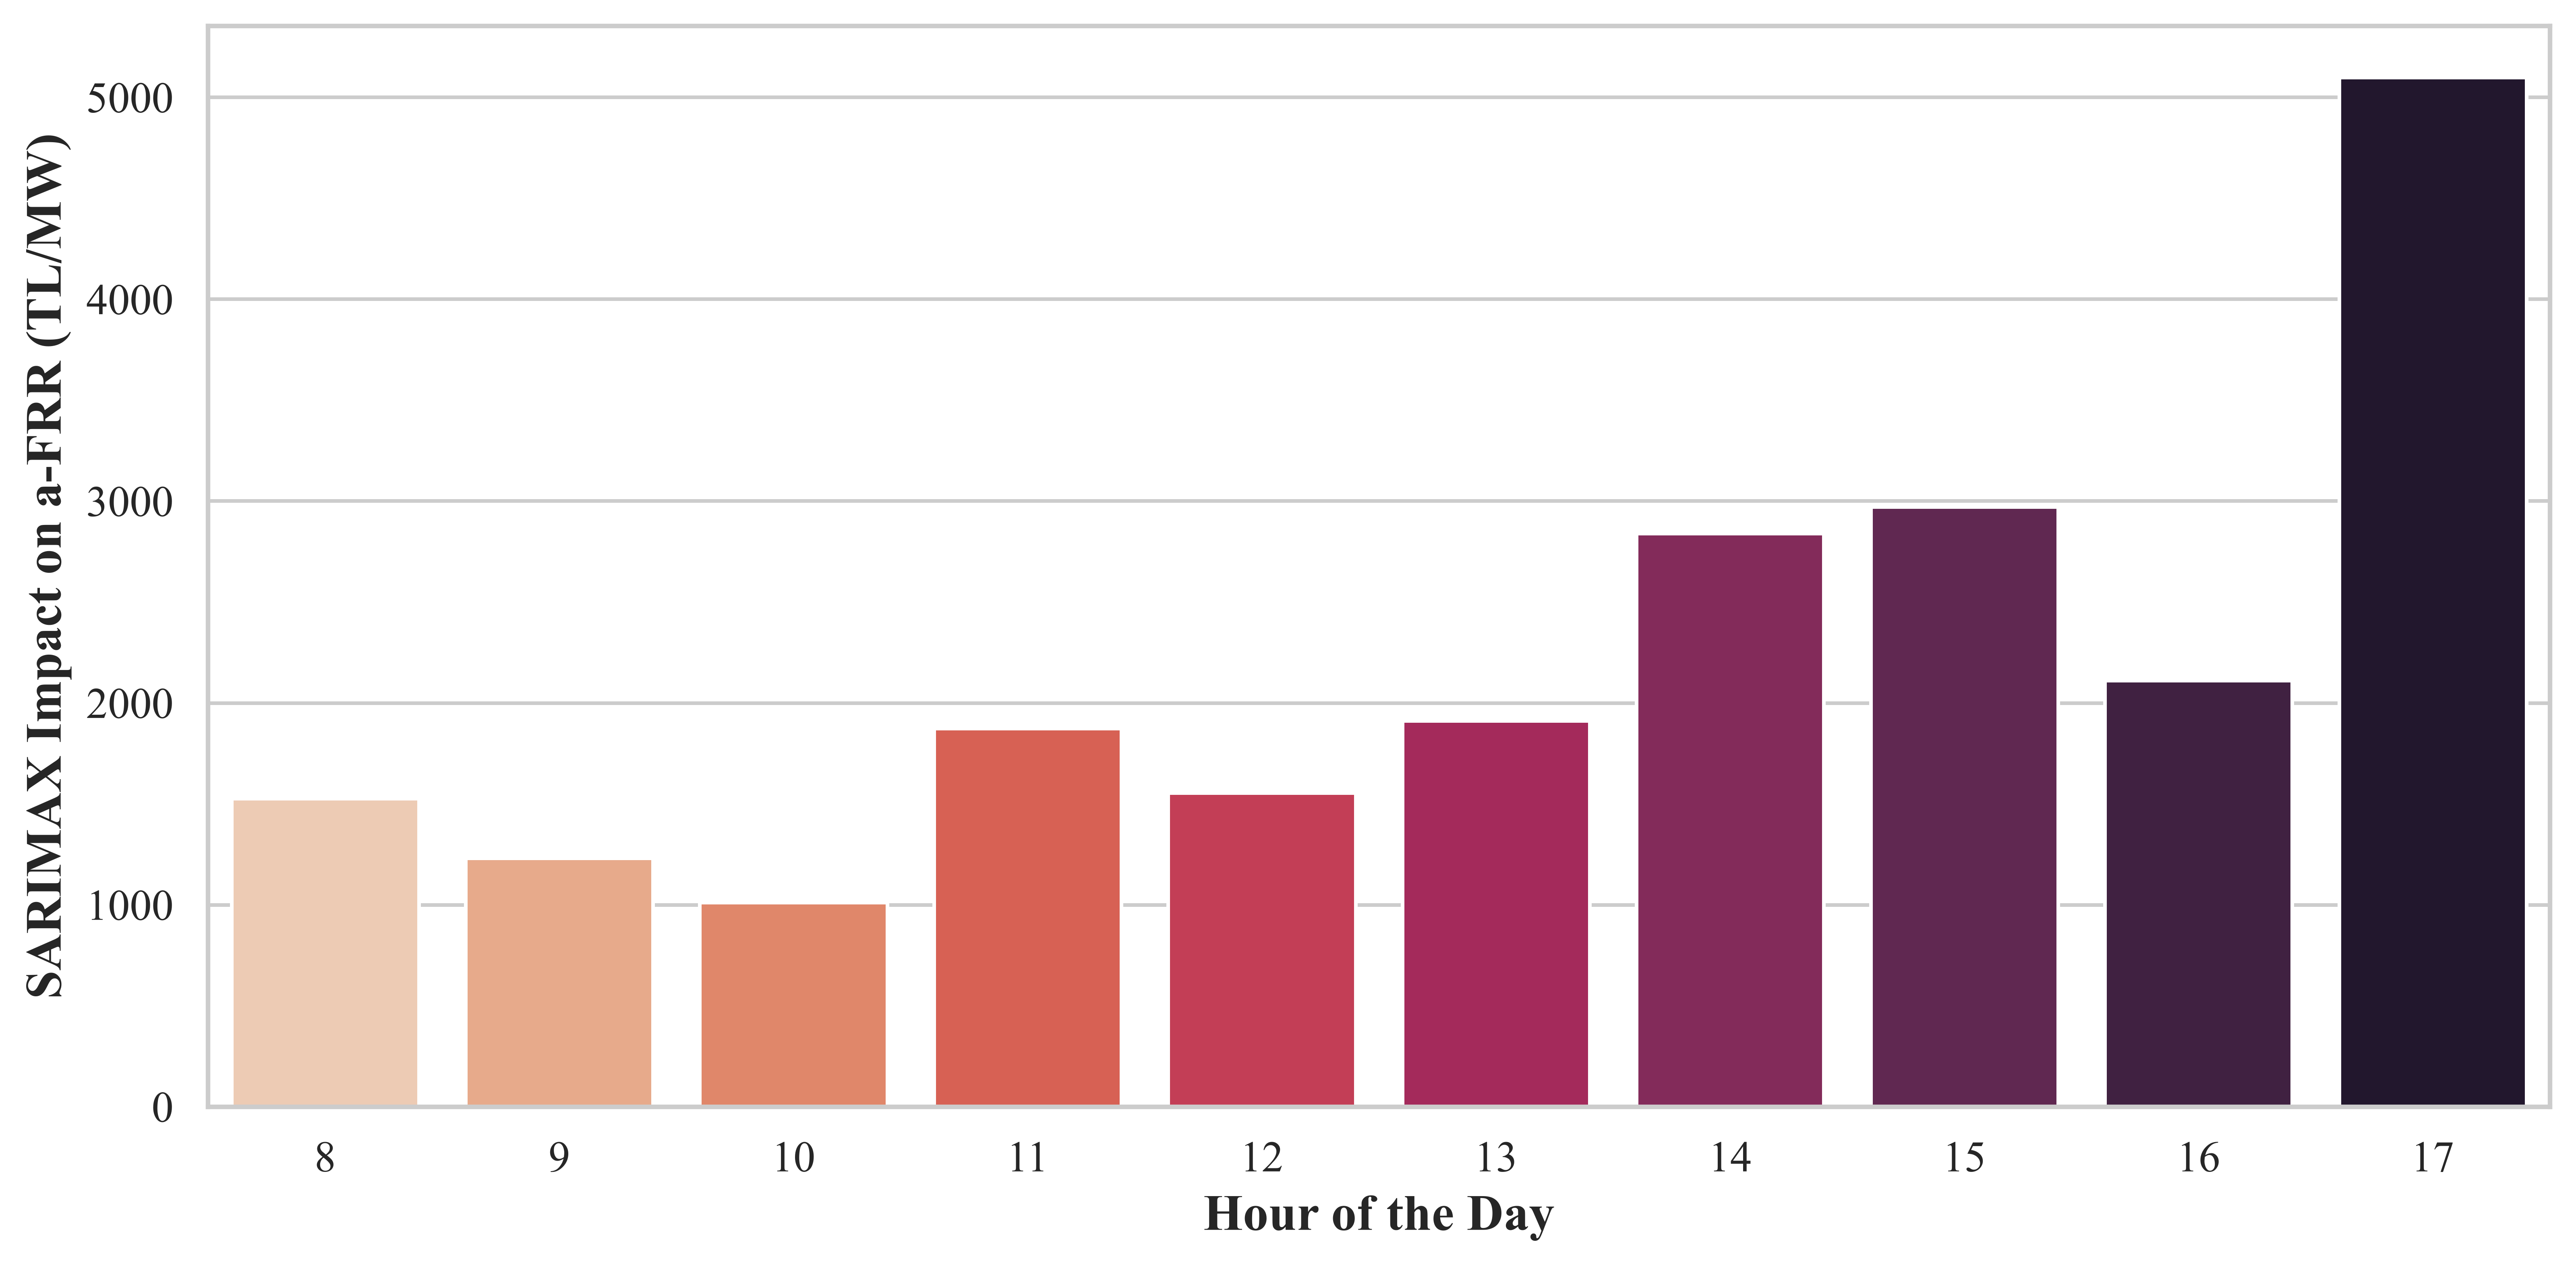 SARIMAX Impact on a-FRR (TL/MW)
5000
4000
3000
2000
1000
0
8 9 10 11 12 13 14 15 16 17
Hour of the Day